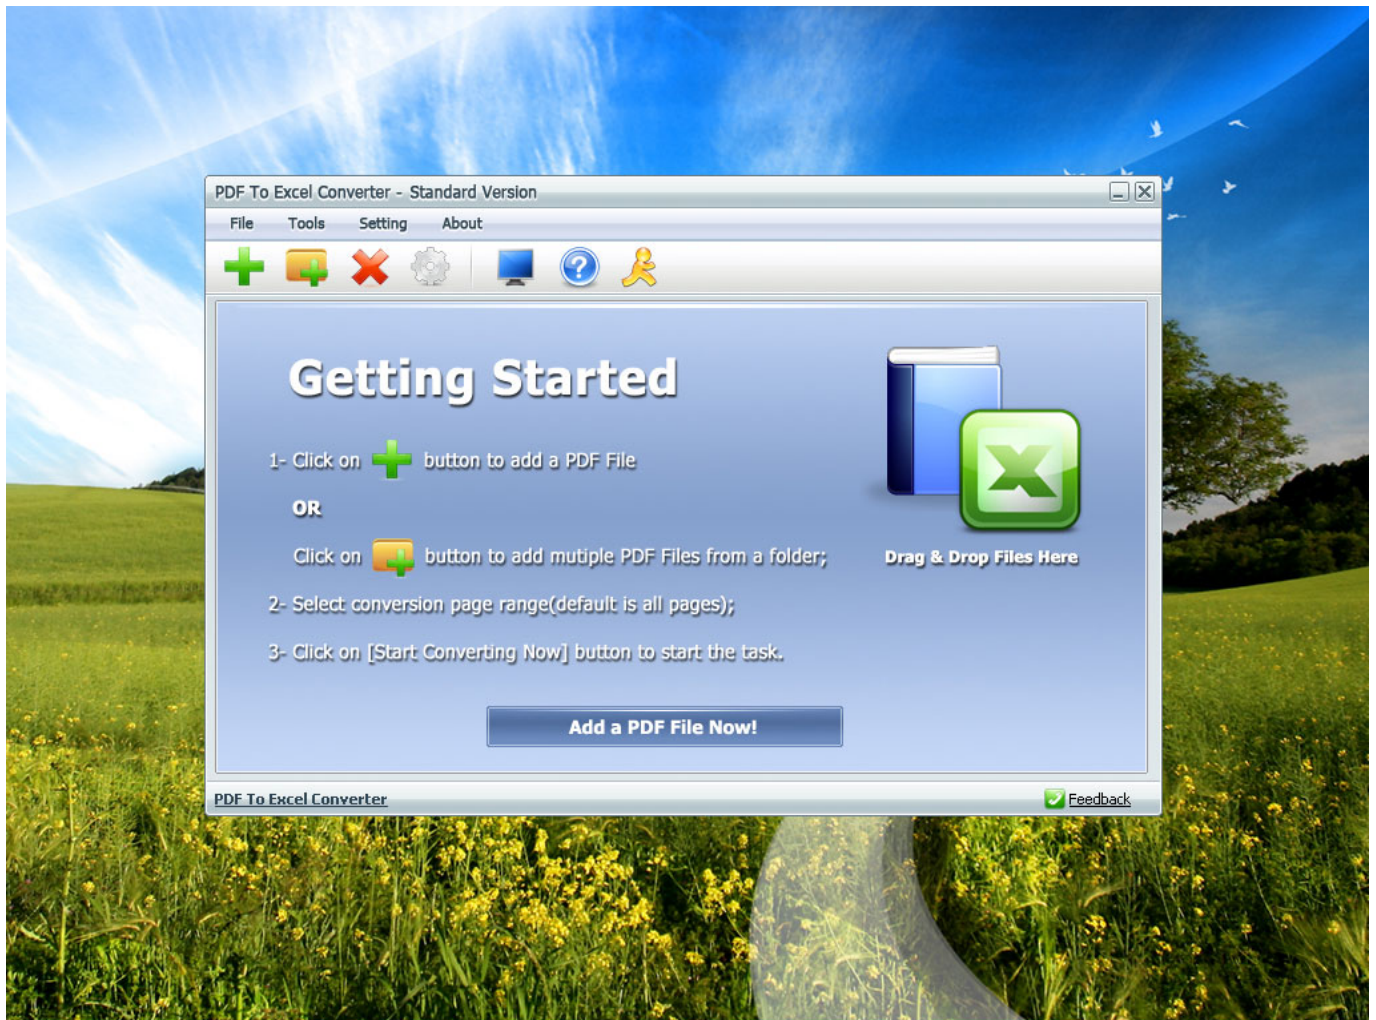 PDF To Excel Converter - Standard Version
File Tools Setting About
Getting Started
1- Click on button to add a PDF File
OR
Click on button to add mutiple PDF Files from a folder;
Drag & Drop Files Here
2- Select conversion page range(default is all pages);
3- Click on [Start Converting Now] button to start the task.
Add a PDF File Now!
PDF To Excel Converter
Feedback